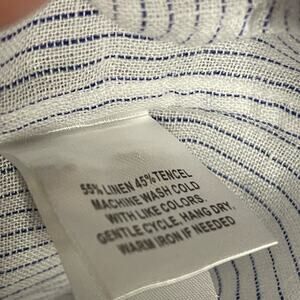 55% LINEN 45% TENCEL
MACHINE WASH COLD
WITH LIKE COLORS.
GENTLE CYCLE, HANG DRY.
WARM IRON IF NEEDED